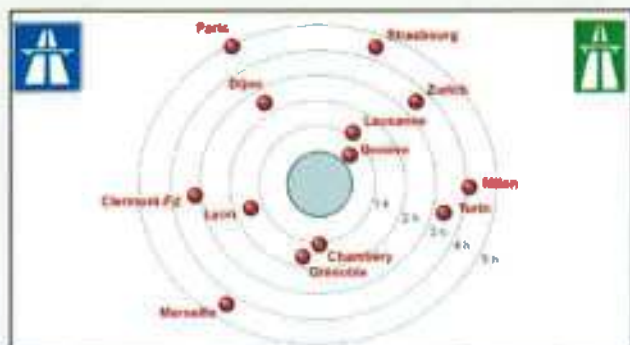 Paris
Strasbourg
Dijon
Zurich
Lausanne
Genève
Milan
Clermont-Fd
Lyon
Turin
1 h
2 h
3 h
4 h
5 h
Chambéry
Grenoble
Marseille